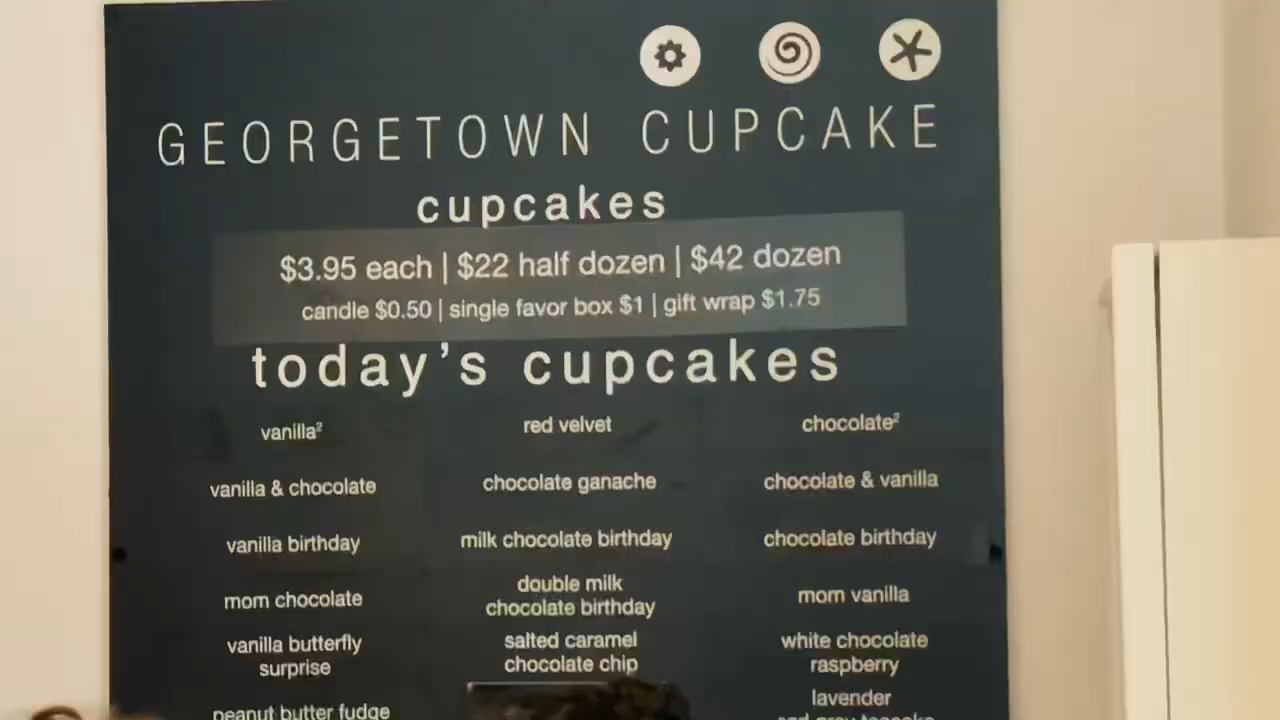 GEORGETOWN CUPCAKE
cupcakes
$3.95 each | $22 half dozen | $42 dozen
candle $0.50 | single favor box $1 | gift wrap $1.75
today's cupcakes
vanilla² red velvet chocolate²
vanilla & chocolate chocolate ganache chocolate & vanilla
vanilla birthday milk chocolate birthday chocolate birthday
mom chocolate
double milk
chocolate birthday
mom vanilla
vanilla butterfly
surprise
salted caramel
chocolate chip
white chocolate
raspberry
peanut butter fudge
lavender